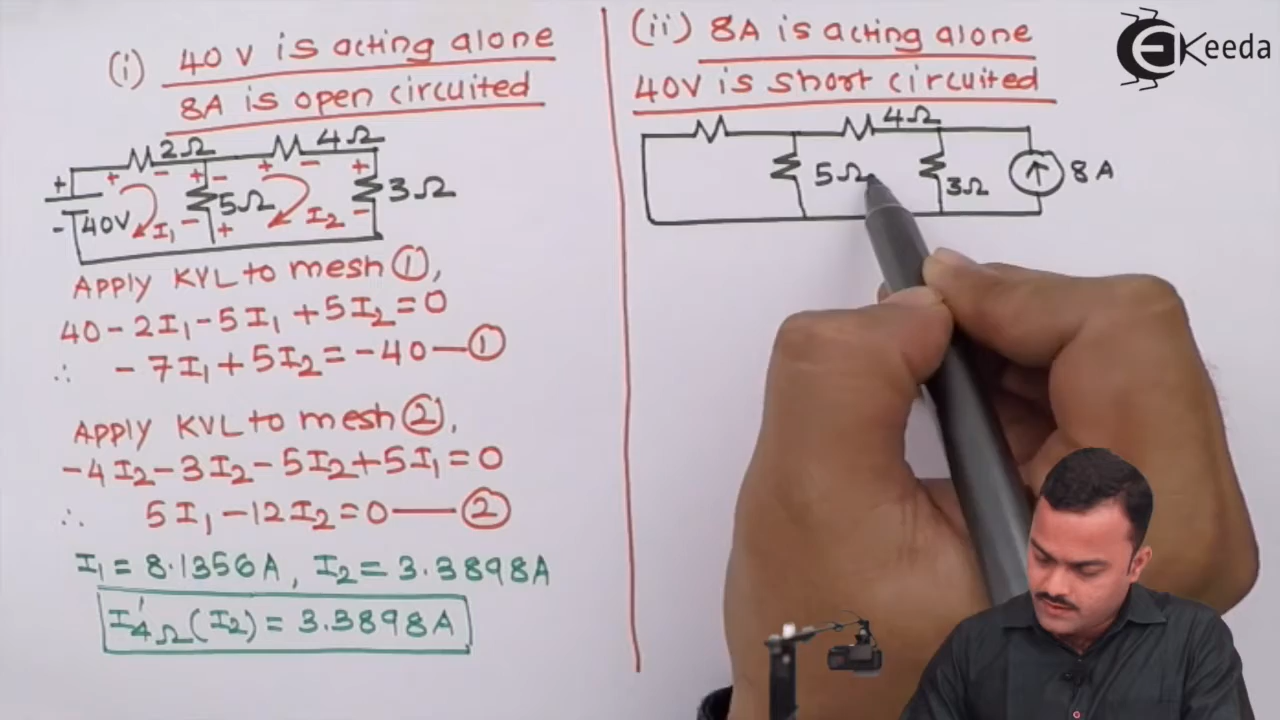 (i) 40 V is acting alone
8A is open circuited
2Ω 4Ω
+ - + - + - +
+ 40V - I₁ - 5Ω + I₂ - 3Ω
Apply KVL to mesh ①,
40-2I₁-5I₁+5I₂=0
∴ -7I₁+5I₂=-40—①
Apply KVL to mesh ②,
-4I₂-3I₂-5I₂+5I₁=0
∴ 5I₁-12I₂=0—②
I₁=8.1356A, I₂=3.3898A
I'₄Ω(I₂)=3.3898A
(ii) 8A is acting alone
40V is short circuited
4Ω
5Ω 3Ω 8A
eKeeda